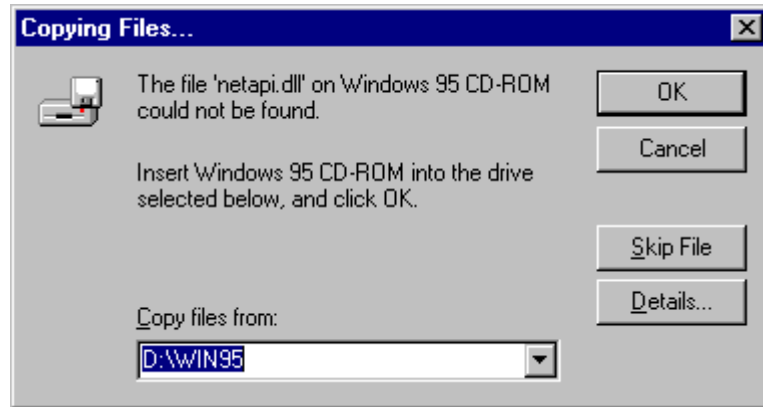 Copying Files...
The file 'netapi.dll' on Windows 95 CD-ROM
could not be found.
Insert Windows 95 CD-ROM into the drive
selected below, and click OK.
Copy files from:
D:\WIN95
OK
Cancel
Skip File
Details...